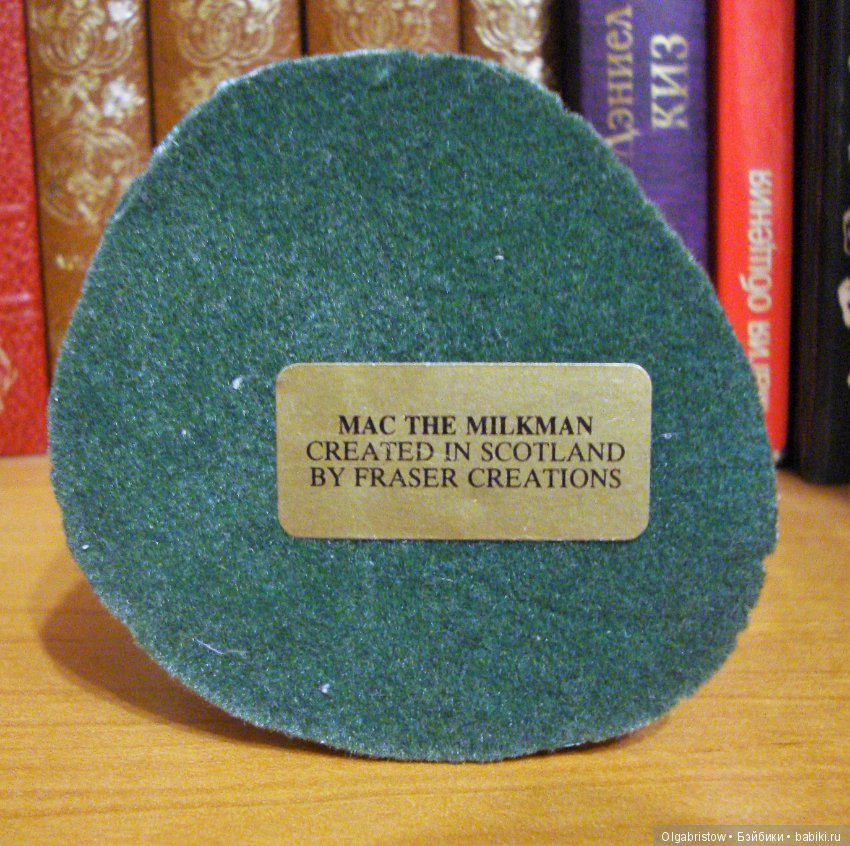 MAC THE MILKMAN
CREATED IN SCOTLAND
BY FRASER CREATIONS
Дэниел
КИЗ
общения
Olgabristow • Бэйбики • babiki.ru